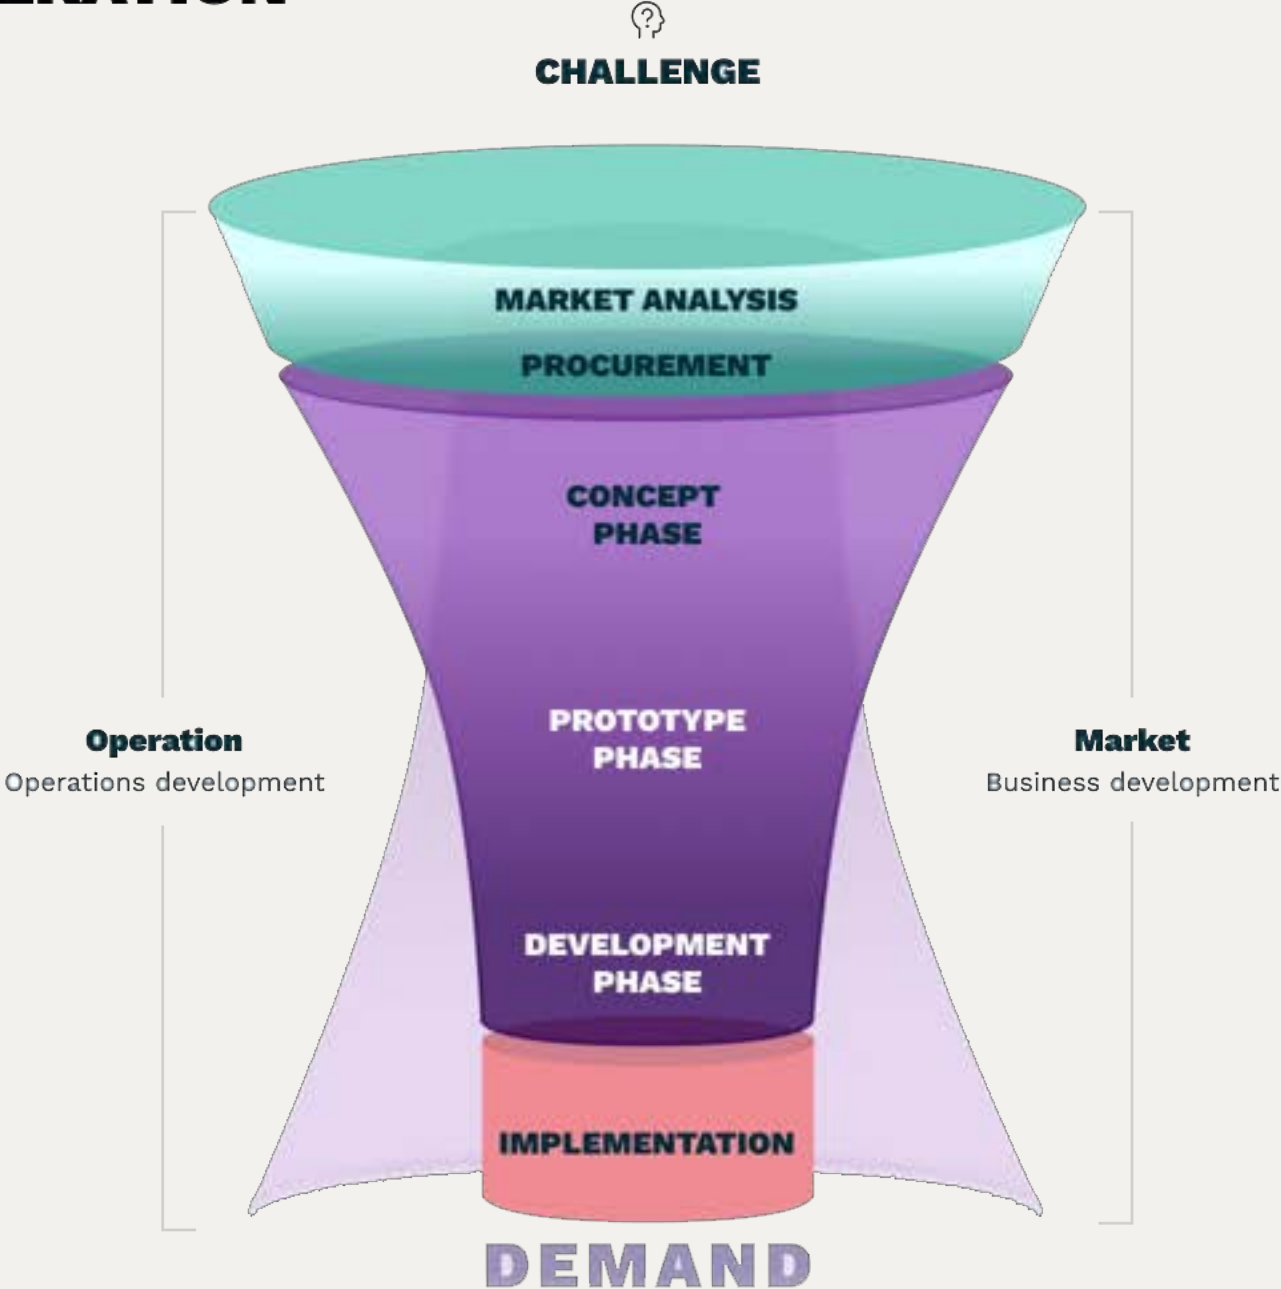 CHALLENGE
MARKET ANALYSIS
PROCUREMENT
CONCEPT
PHASE
PROTOTYPE
PHASE
Operation
Operations development
Market
Business development
DEVELOPMENT
PHASE
IMPLEMENTATION
DEMAND